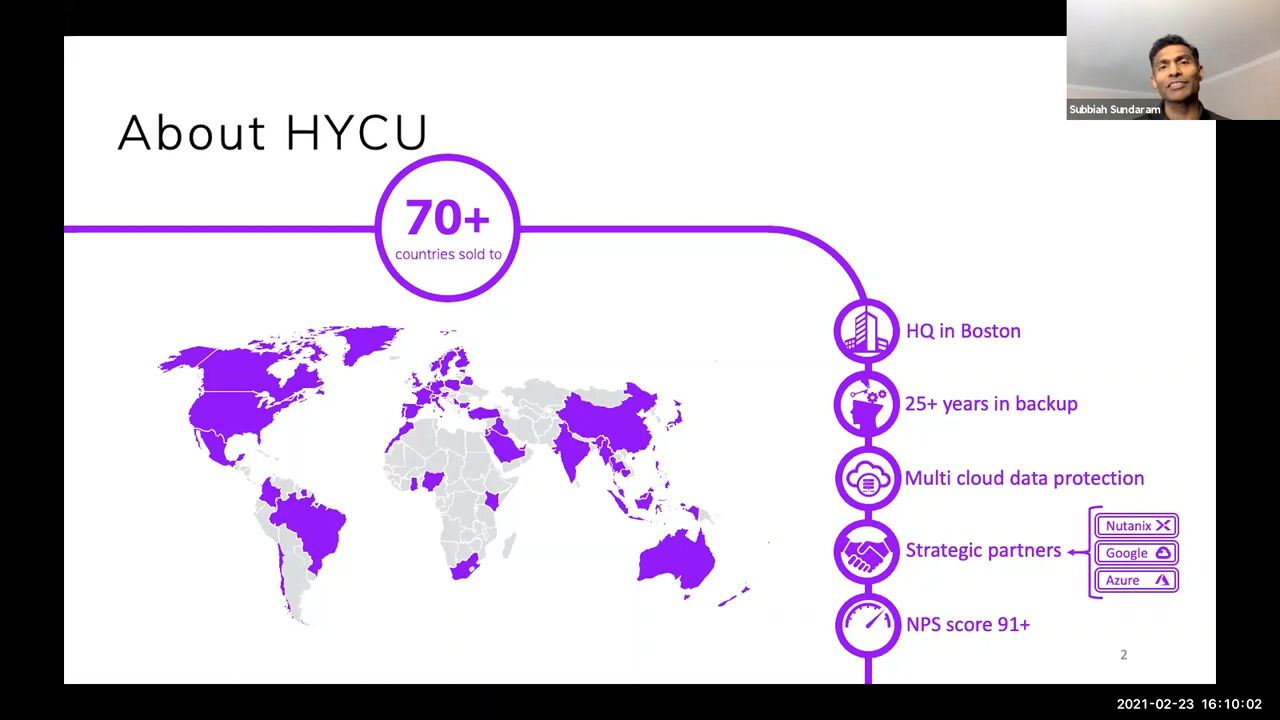 Subbiah Sundaram
About HYCU
70+
countries sold to
HQ in Boston
25+ years in backup
Multi cloud data protection
Strategic partners
Nutanix
Google
Azure
NPS score 91+
2
2021-02-23 16:10:02